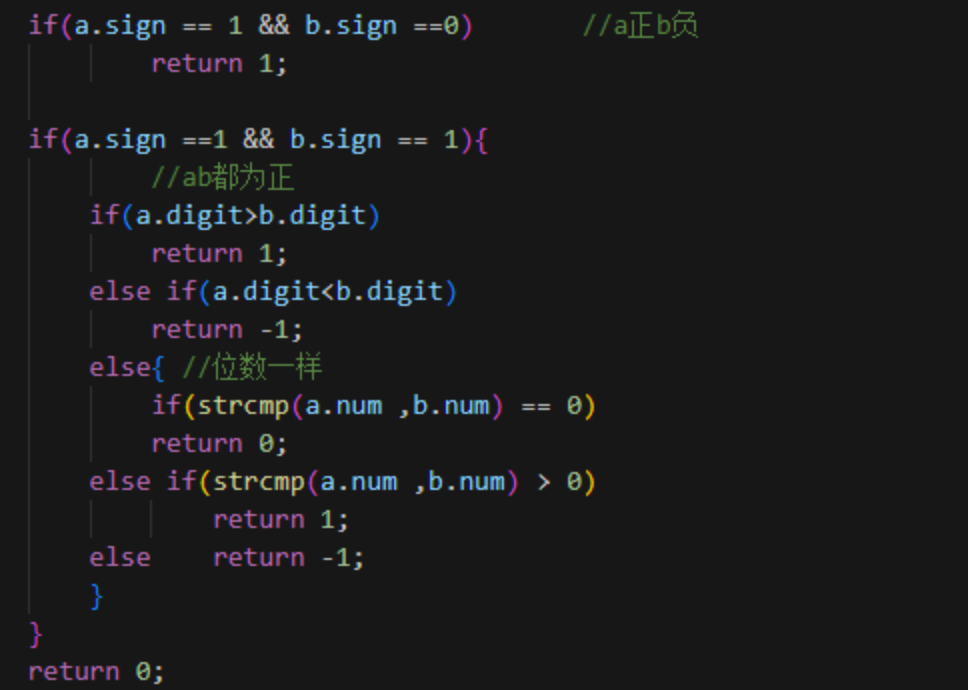 if(a.sign == 1 && b.sign ==0)        //a正b负
        return 1;

if(a.sign ==1 && b.sign == 1){
        //ab都为正
    if(a.digit>b.digit)
        return 1;
    else if(a.digit<b.digit)
        return -1;
    else{ //位数一样
        if(strcmp(a.num ,b.num) == 0)
        return 0;
    else if(strcmp(a.num ,b.num) > 0)
            return 1;
    else    return -1;
    }
}
return 0;